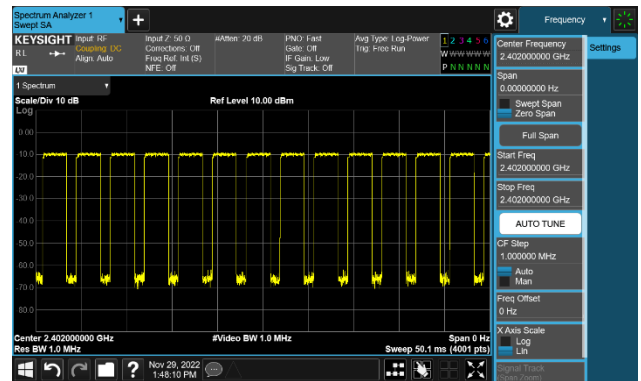 Spectrum Analyzer 1
Swept SA
+
Frequency
KEYSIGHT
RL
Input: RF
Coupling: DC
Align: Auto
Input Z: 50 Ω
Corrections: Off
Freq Ref: Int (S)
NFE: Off
#Atten: 20 dB
PNO: Fast
Gate: Off
IF Gain: Low
Sig Track: Off
Avg Type: Log-Power
Trig: Free Run
1 2 3 4 5 6
W W W W W W
P N N N N N
1 Spectrum
Scale/Div 10 dB
Ref Level 10.00 dBm
Log
0.00
-10.0
-20.0
-30.0
-40.0
-50.0
-60.0
-70.0
-80.0
Center 2.402000000 GHz
#Video BW 1.0 MHz
Span 0 Hz
Res BW 1.0 MHz
Sweep 50.1 ms (4001 pts)
Center Frequency
2.402000000 GHz
Settings
Span
0.00000000 Hz
Swept Span
Zero Span
Full Span
Start Freq
2.402000000 GHz
Stop Freq
2.402000000 GHz
AUTO TUNE
CF Step
1.000000 MHz
Auto
Man
Freq Offset
0 Hz
X Axis Scale
Log
Lin
Signal Track
(Span Zoom)
?
Nov 29, 2022
1:48:10 PM